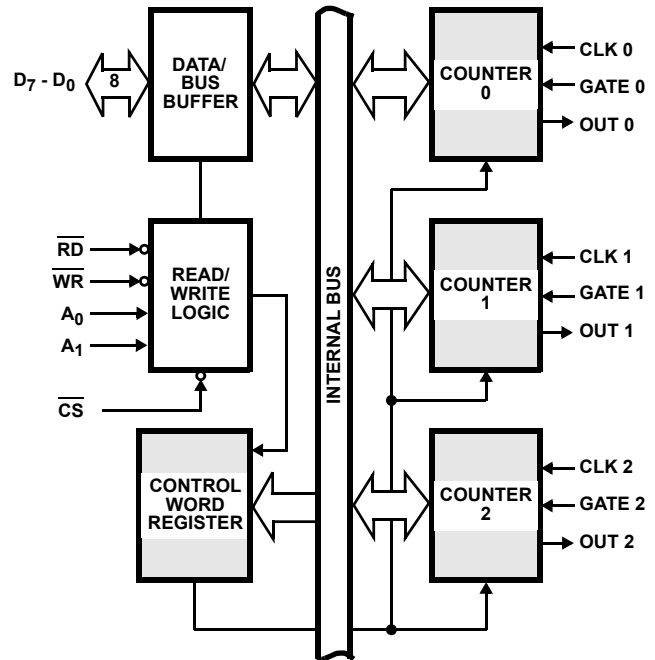 D7 - D0
8
DATA/
BUS
BUFFER
COUNTER
0
CLK 0
GATE 0
OUT 0
RD
WR
A0
A1
CS
READ/
WRITE
LOGIC
INTERNAL BUS
COUNTER
1
CLK 1
GATE 1
OUT 1
CONTROL
WORD
REGISTER
COUNTER
2
CLK 2
GATE 2
OUT 2